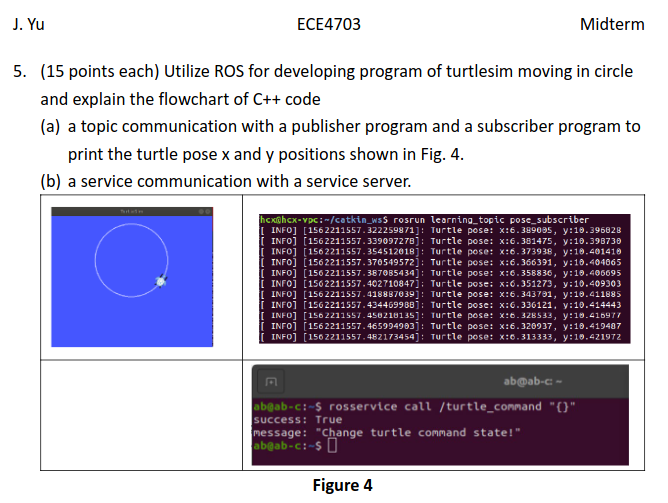 J. Yu ECE4703 Midterm
5. (15 points each) Utilize ROS for developing program of turtlesim moving in circle
and explain the flowchart of C++ code
(a) a topic communication with a publisher program and a subscriber program to
print the turtle pose x and y positions shown in Fig. 4.
(b) a service communication with a service server.
hcx@hcx-vpc:~/catkin_ws$ rosrun learning_topic pose_subscriber
[ INFO] [1562211557.322259871]: Turtle pose: x:6.389005, y:10.396028
[ INFO] [1562211557.339097278]: Turtle pose: x:6.381475, y:10.398730
[ INFO] [1562211557.354512018]: Turtle pose: x:6.373938, y:10.401410
[ INFO] [1562211557.370549572]: Turtle pose: x:6.366391, y:10.404065
[ INFO] [1562211557.387085434]: Turtle pose: x:6.358836, y:10.406695
[ INFO] [1562211557.402710847]: Turtle pose: x:6.351273, y:10.409303
[ INFO] [1562211557.418887039]: Turtle pose: x:6.343701, y:10.411885
[ INFO] [1562211557.434469988]: Turtle pose: x:6.336121, y:10.414443
[ INFO] [1562211557.450210135]: Turtle pose: x:6.328533, y:10.416977
[ INFO] [1562211557.465994903]: Turtle pose: x:6.320937, y:10.419487
[ INFO] [1562211557.482173454]: Turtle pose: x:6.313333, y:10.421972
ab@ab-c: ~
ab@ab-c:~$ rosservice call /turtle_command "{}"
success: True
message: "Change turtle command state!"
ab@ab-c:~$
Figure 4